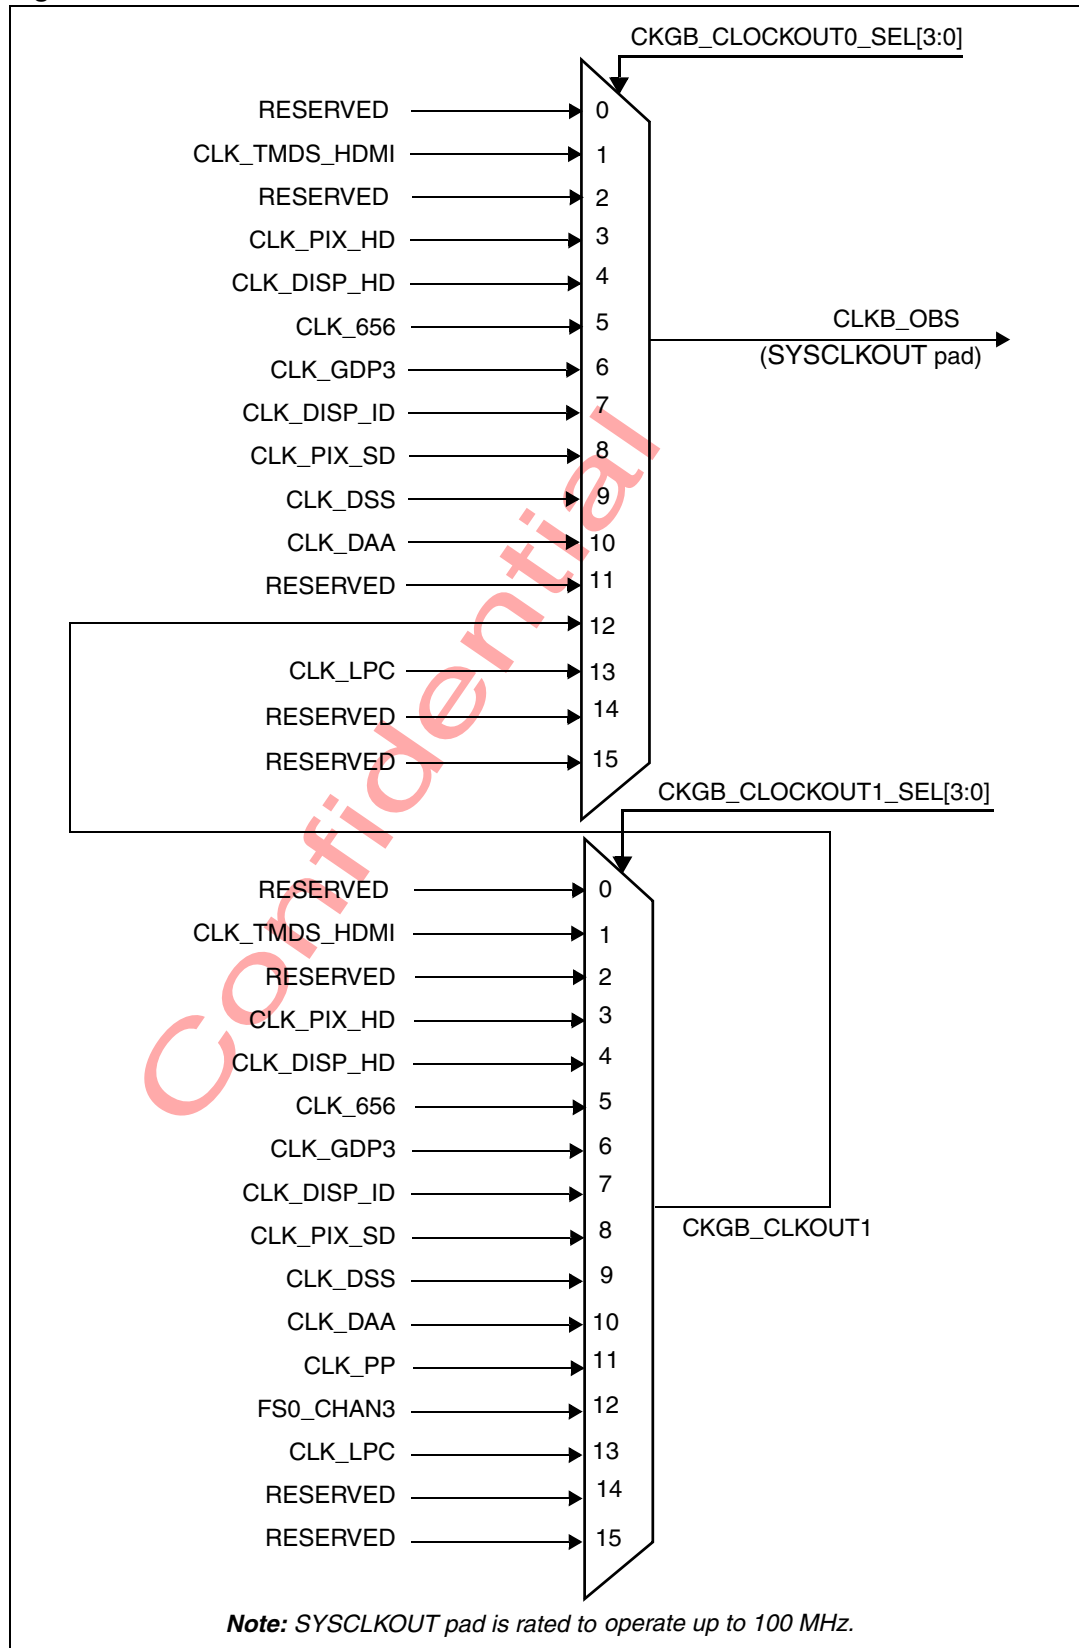 CKGB_CLOCKOUT0_SEL[3:0]
RESERVED 0
CLK_TMDS_HDMI 1
RESERVED 2
CLK_PIX_HD 3
CLK_DISP_HD 4
CLK_656 5
CLKB_OBS
(SYSCLKOUT pad)
CLK_GDP3 6
CLK_DISP_ID 7
CLK_PIX_SD 8
CLK_DSS 9
CLK_DAA 10
RESERVED 11
12
CLK_LPC 13
RESERVED 14
RESERVED 15
CKGB_CLOCKOUT1_SEL[3:0]
RESERVED 0
CLK_TMDS_HDMI 1
RESERVED 2
CLK_PIX_HD 3
CLK_DISP_HD 4
CLK_656 5
CLK_GDP3 6
CLK_DISP_ID 7
CLK_PIX_SD 8
CKGB_CLKOUT1
CLK_DSS 9
CLK_DAA 10
CLK_PP 11
FS0_CHAN3 12
CLK_LPC 13
RESERVED 14
RESERVED 15
Note: SYSCLKOUT pad is rated to operate up to 100 MHz.
Confidential